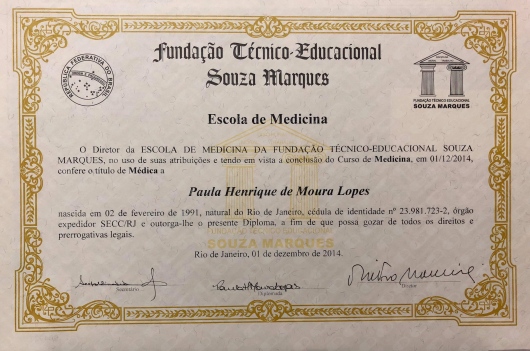 Fundação Técnico-Educacional
Souza Marques
REPÚBLICA FEDERATIVA DO BRASIL
FUNDAÇÃO TÉCNICO EDUCACIONAL
SOUZA MARQUES
Escola de Medicina
O Diretor da ESCOLA DE MEDICINA DA FUNDAÇÃO TÉCNICO-EDUCACIONAL SOUZA
MARQUES, no uso de suas atribuições e tendo em vista a conclusão do Curso de Medicina, em 01/12/2014,
confere o título de Médica a
Paula Henrique de Moura Lopes
nascida em 02 de fevereiro de 1991, natural do Rio de Janeiro, cédula de identidade nº 23.981.723-2, órgão
expedidor SECC/RJ e outorga-lhe o presente Diploma, a fim de que possa gozar de todos os direitos e
prerrogativas legais.
SOUZA MARQUES
Rio de Janeiro, 01 de dezembro de 2014.
Secretário
Diplomada
Diretor